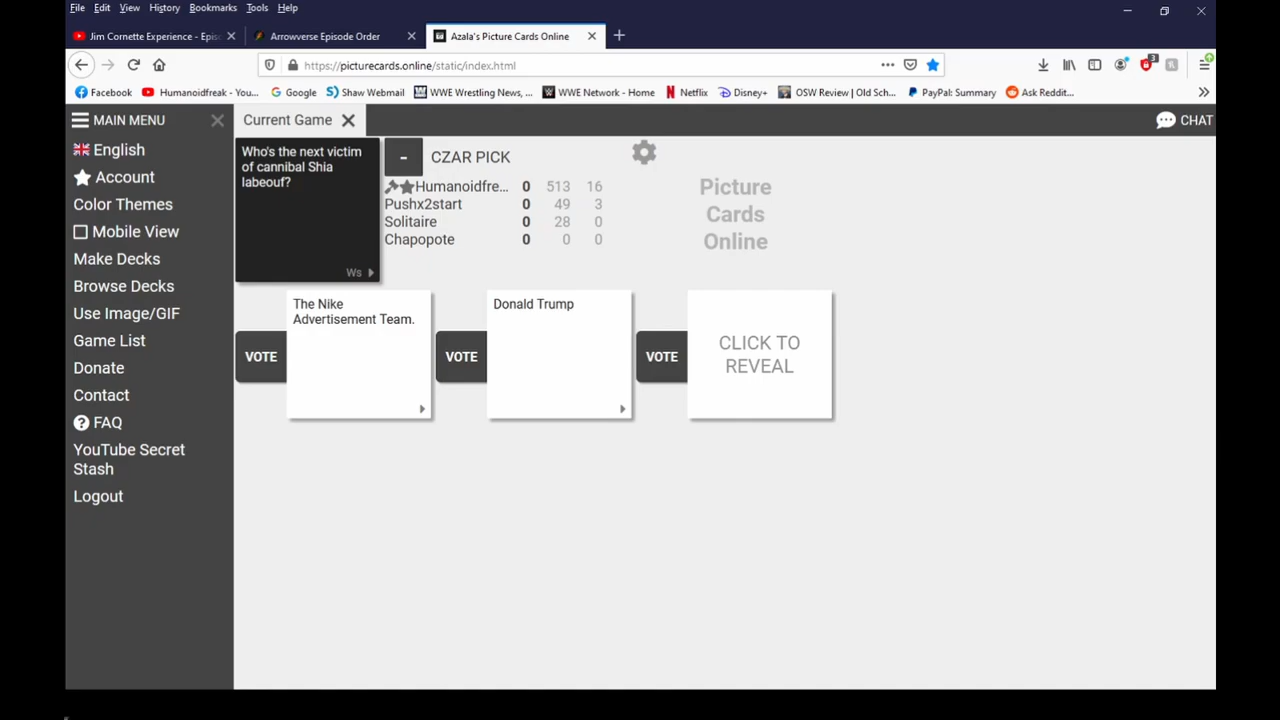 File Edit View History Bookmarks Tools Help
Jim Cornette Experience - Epis
Arrowverse Episode Order
Azala's Picture Cards Online
https://picturecards.online/static/index.html
3
Facebook
Humanoidfreak - You...
Google
Shaw Webmail
WWE Wrestling News, ...
WWE Network - Home
Netflix
Disney+
OSW Review | Old Sch...
PayPal: Summary
Ask Reddit...
MAIN MENU
Current Game
CHAT
English
Account
Color Themes
Mobile View
Make Decks
Browse Decks
Use Image/GIF
Game List
Donate
Contact
FAQ
YouTube Secret
Stash
Logout
Who's the next victim
of cannibal Shia
labeouf?
Ws
-
CZAR PICK
Humanoidfre... 0 513 16
Pushx2start 0 49 3
Solitaire 0 28 0
Chapopote 0 0 0
Picture
Cards
Online
VOTE
The Nike
Advertisement Team.
VOTE
Donald Trump
VOTE
CLICK TO
REVEAL